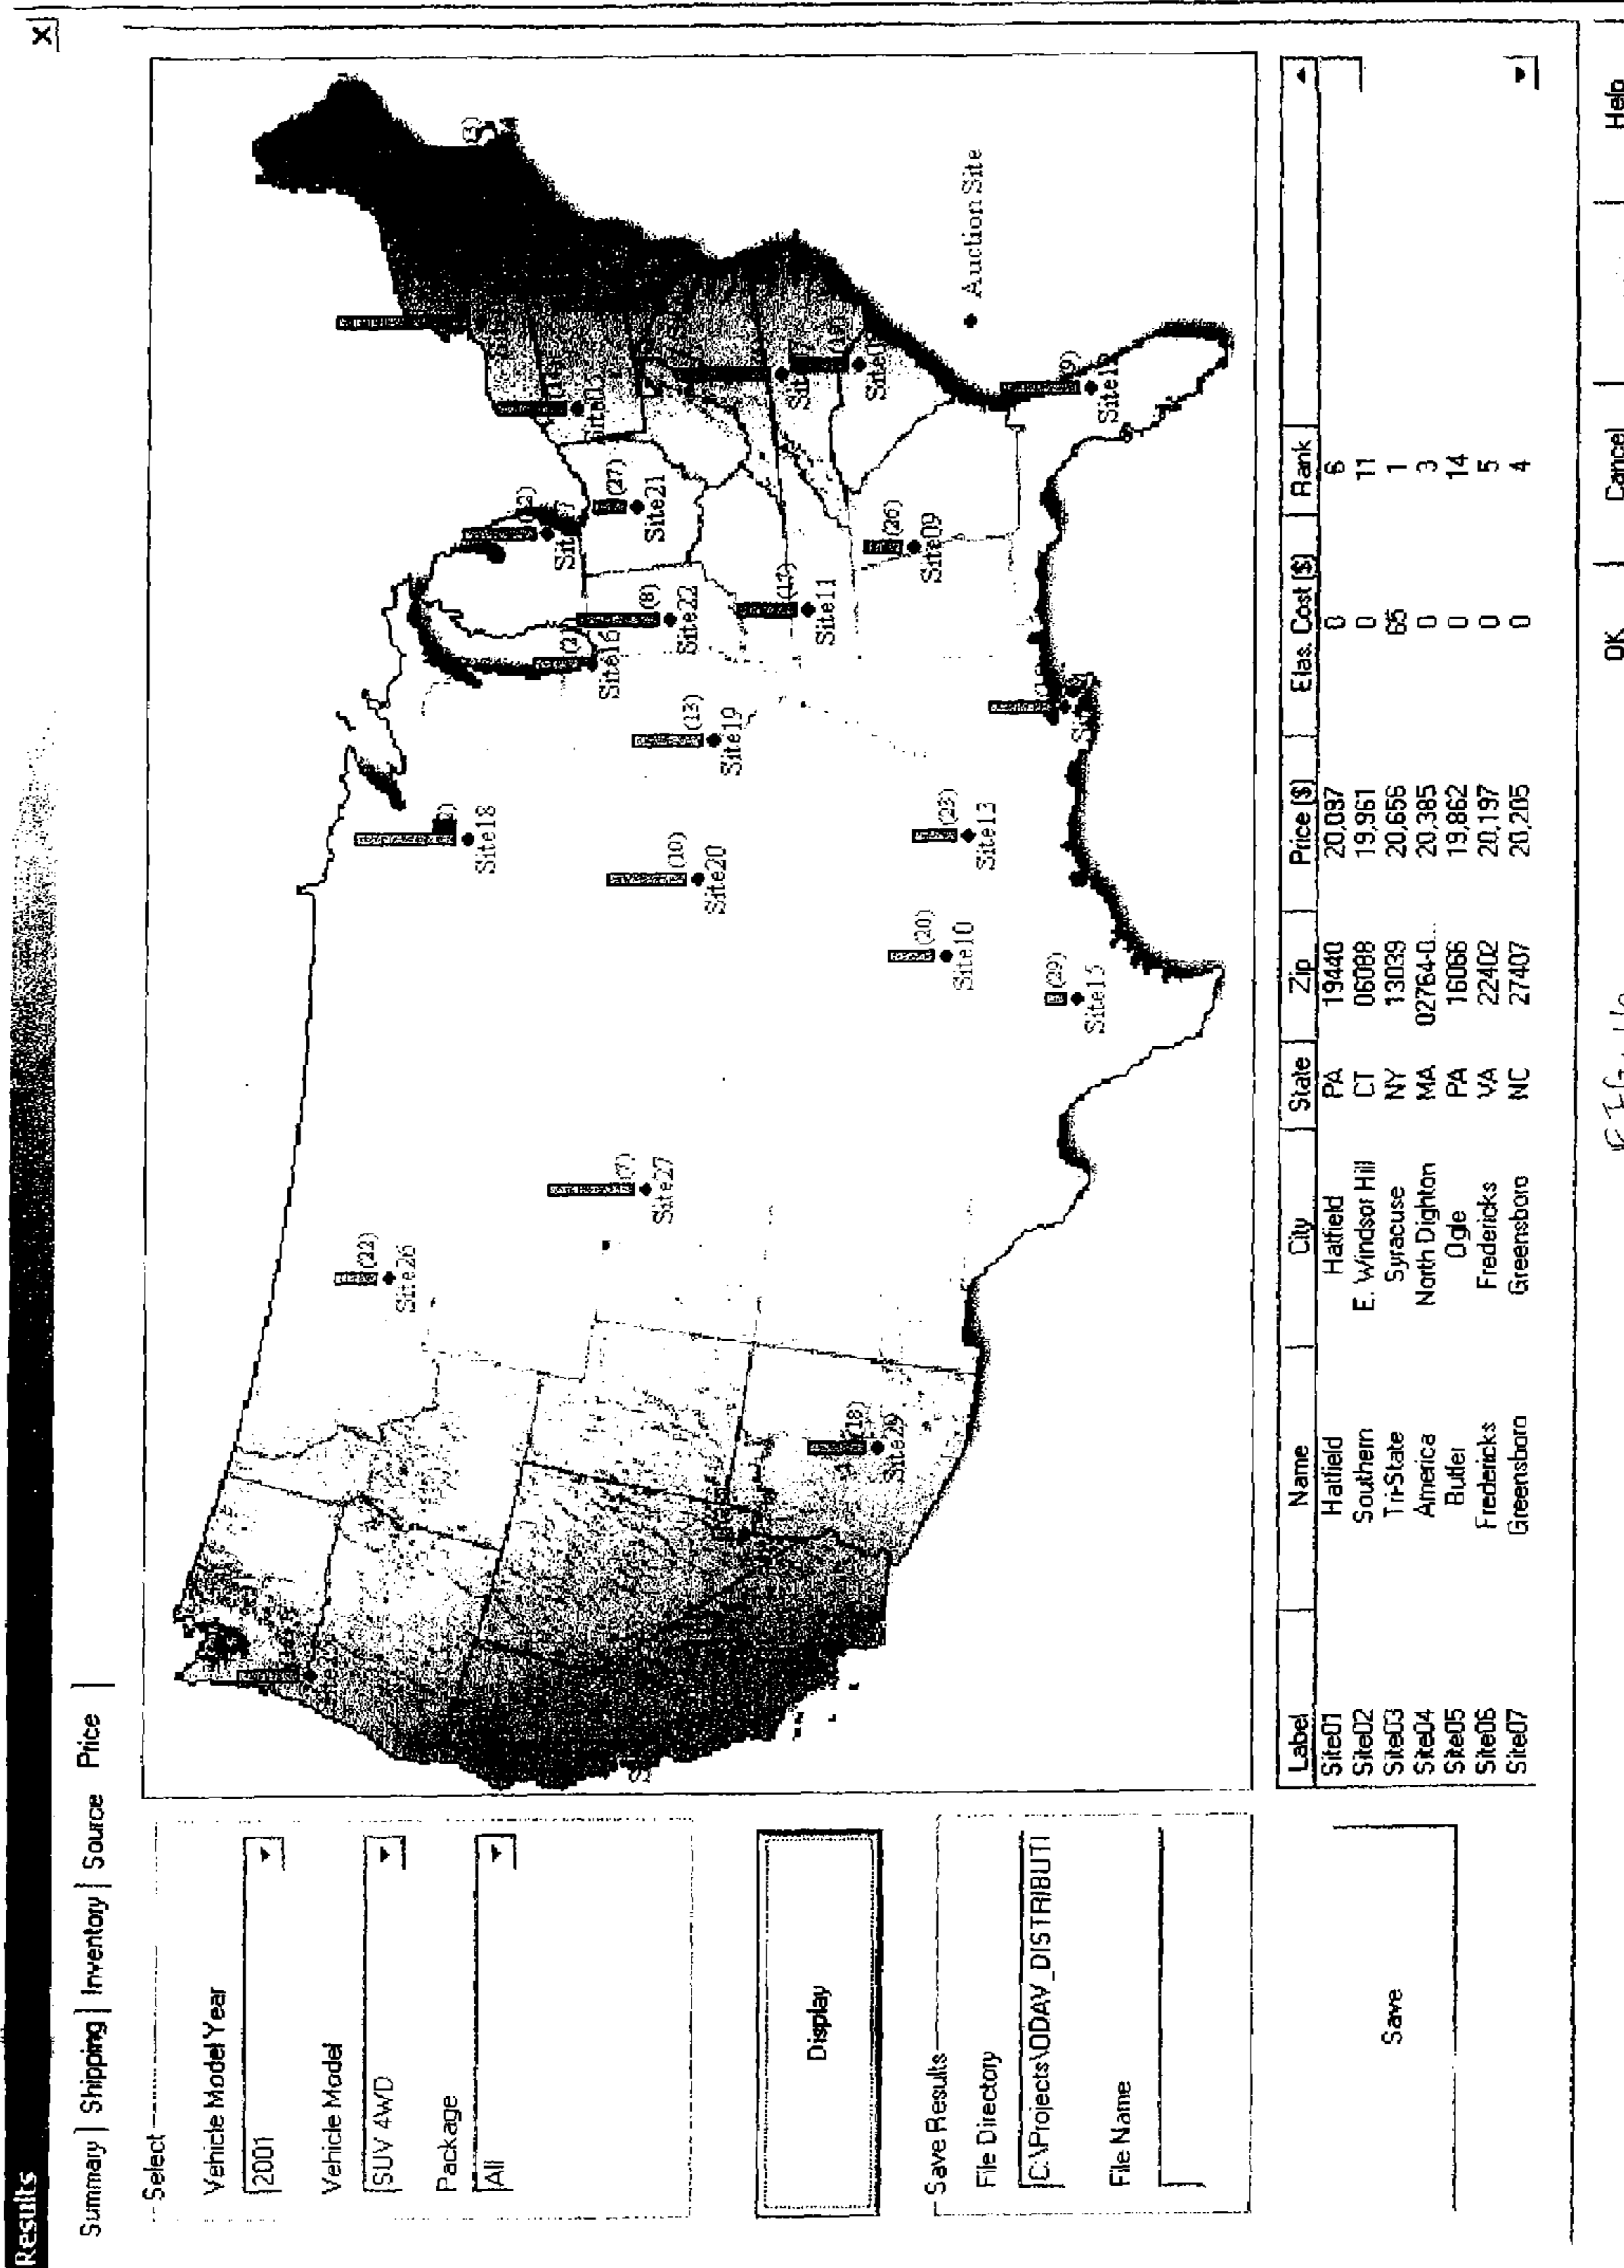 Results
X
Summary | Shipping | Inventory | Source Price |
Select
Vehicle Model Year
2001
Vehicle Model
SUV 4WD
Package
All
Display
Save Results
File Directory
C:\Projects\ODAV_DISTRIBUTI
File Name
Save
(22)
Site26
(7)
Site27
(18)
Site29
Site18
(10)
Site20
(20)
Site10
(29)
Site15
(23)
Site13
(13)
Site19
Site16
(8)
Site22
Site11
(26)
Site09
(27)
Site21
(9)
(3)
Auction Site
Label Name City State Zip Price [$] Elas. Cost [$] Rank
Site01 Hatfield Hatfield PA 19440 20,097 0 6
Site02 Southern E. Windsor Hill CT 06088 19,961 0 11
Site03 Tri-State Syracuse NY 13039 20,656 65 1
Site04 America North Dighton MA 02764-0... 20,385 0 3
Site05 Butler Ogle PA 16066 19,862 0 14
Site06 Fredericks Fredericks VA 22402 20,197 0 5
Site07 Greensboro Greensboro NC 27407 20,205 0 4
OK Cancel Help